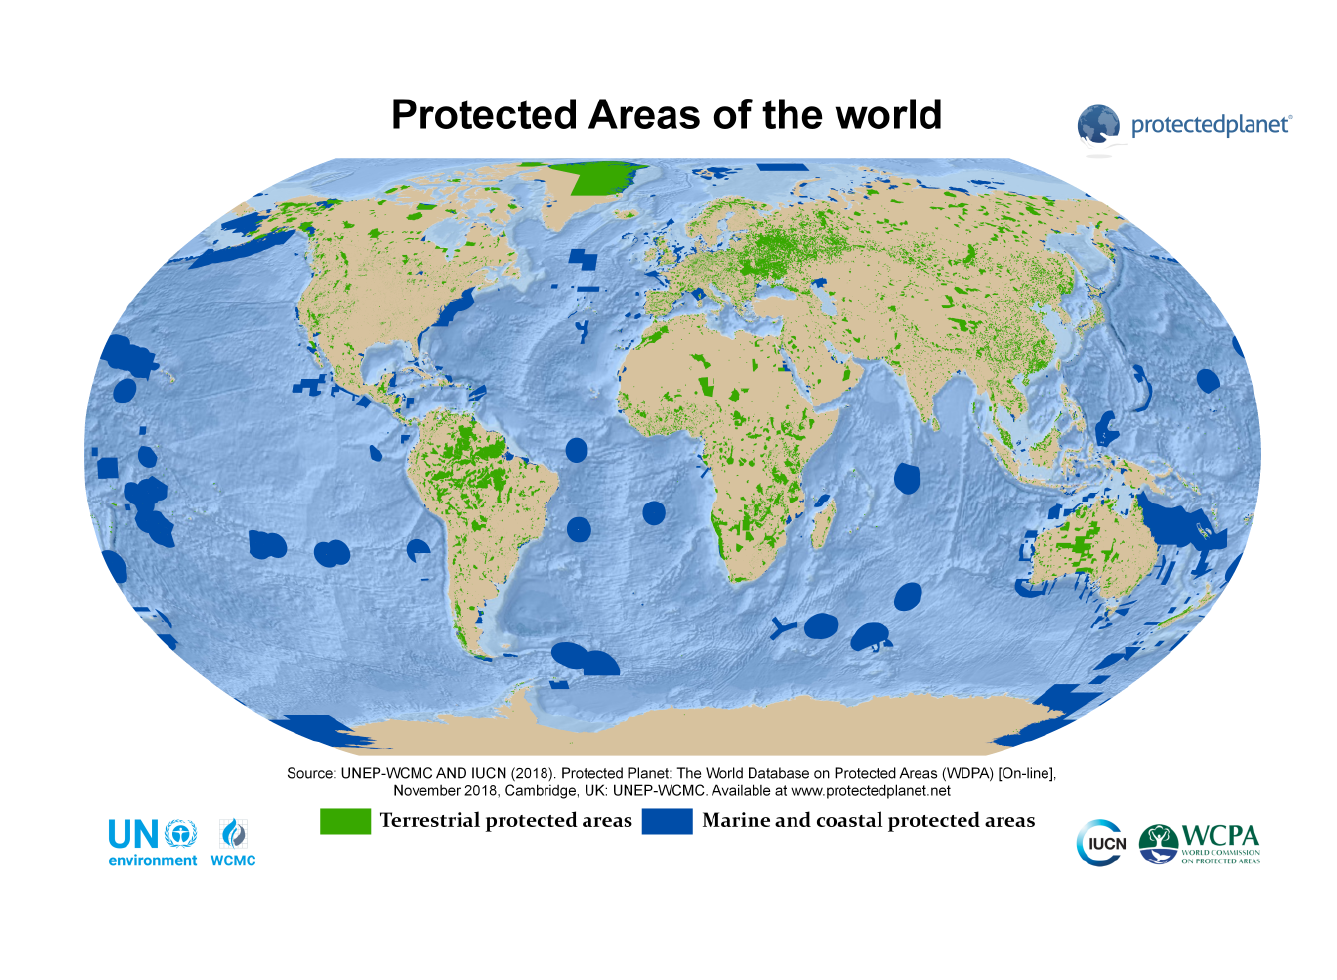 Protected Areas of the world
protectedplanet®
Source: UNEP-WCMC AND IUCN (2018). Protected Planet: The World Database on Protected Areas (WDPA) [On-line],
November 2018, Cambridge, UK: UNEP-WCMC. Available at www.protectedplanet.net
Terrestrial protected areas
Marine and coastal protected areas
UN
environment
WCMC
IUCN
WCPA
WORLD COMMISSION
ON PROTECTED AREAS